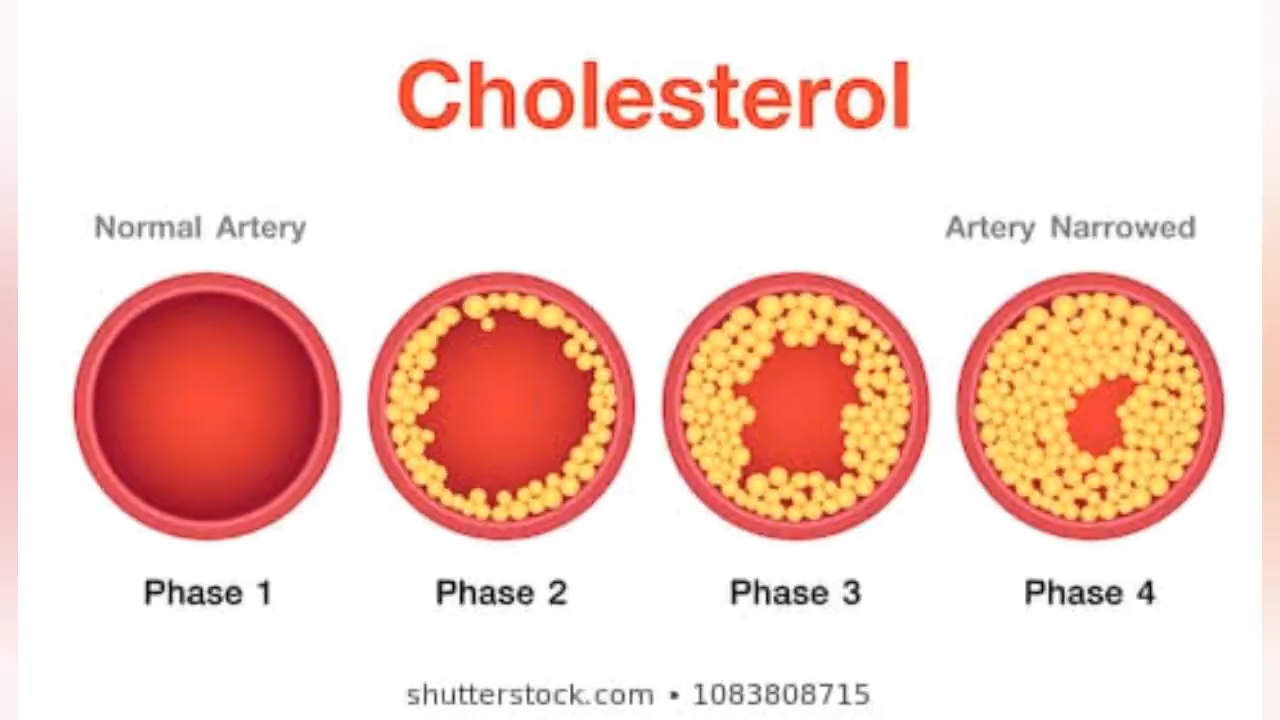 Cholesterol
Normal Artery
Artery Narrowed
Phase 1
Phase 2
Phase 3
Phase 4
shutterstock.com • 1083808715